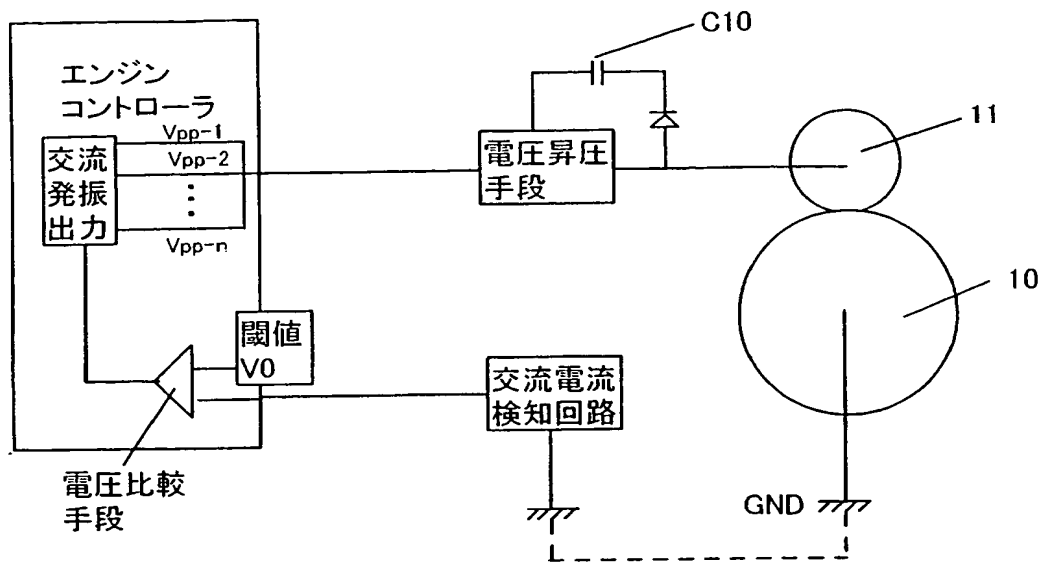 C10
エンジン
コントローラ
Vpp-1
Vpp-2
Vpp-n
交流
発振
出力
電圧昇圧
手段
11
10
閾値
V0
交流電流
検知回路
GND
電圧比較
手段